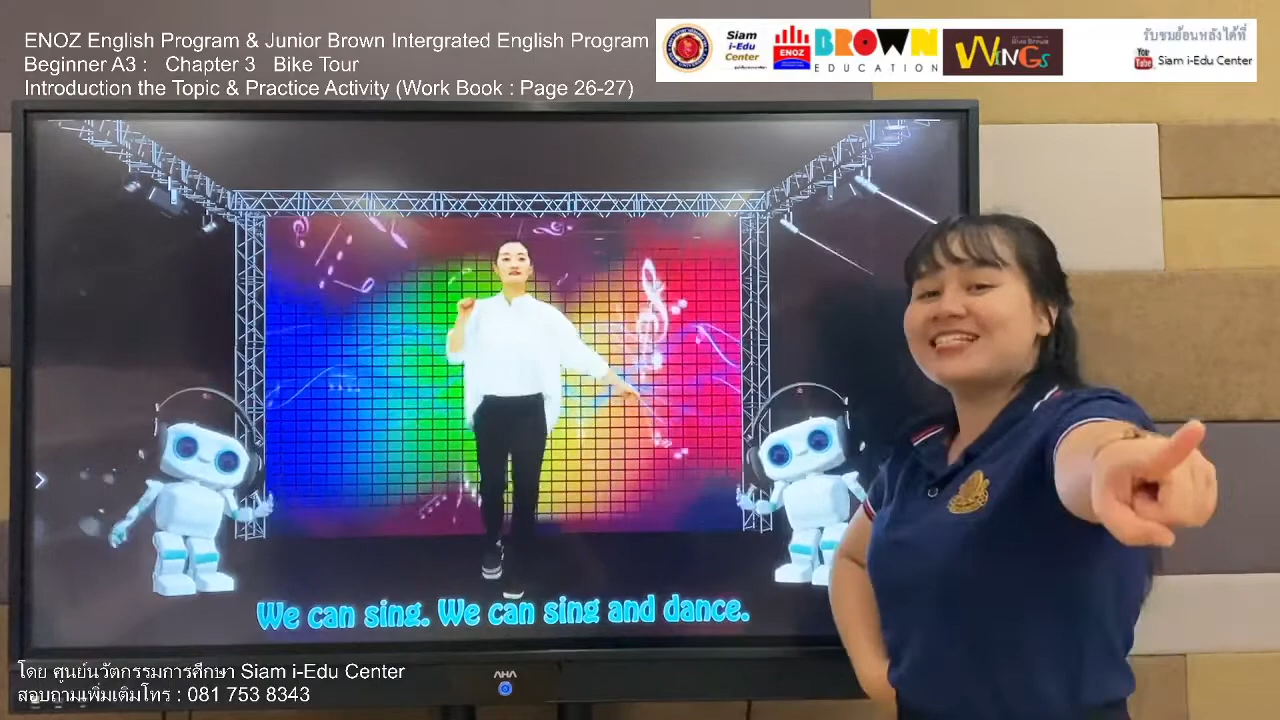 ENOZ English Program & Junior Brown Intergrated English Program
Beginner A3 : Chapter 3 Bike Tour
Introduction the Topic & Practice Activity (Work Book : Page 26-27)
Siam
i-Edu
Center
ENOZ
BROWN
EDUCATION
WINGS
รับชมย้อนหลังได้ที่
You
Tube
Siam i-Edu Center
We can sing. We can sing and dance.
โดย ศูนย์นวัตกรรมการศึกษา Siam i-Edu Center
สอบถามเพิ่มเติมโทร : 081 753 8343
AHA